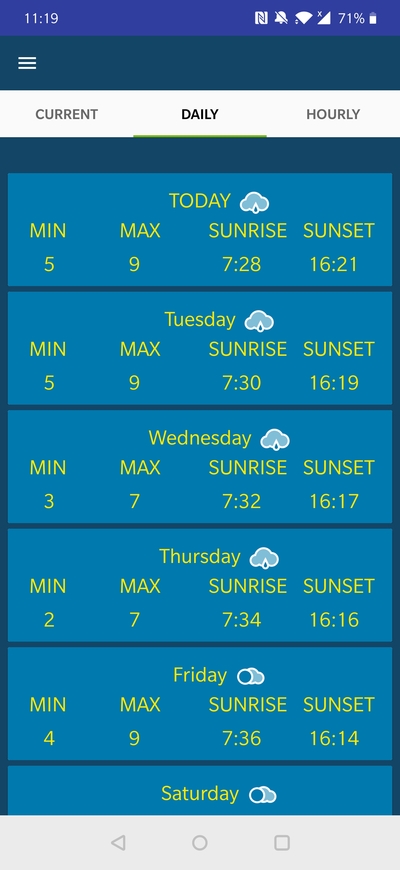 11:19 71%
CURRENT DAILY HOURLY
TODAY
MIN MAX SUNRISE SUNSET
5 9 7:28 16:21
Tuesday
MIN MAX SUNRISE SUNSET
5 9 7:30 16:19
Wednesday
MIN MAX SUNRISE SUNSET
3 7 7:32 16:17
Thursday
MIN MAX SUNRISE SUNSET
2 7 7:34 16:16
Friday
MIN MAX SUNRISE SUNSET
4 9 7:36 16:14
Saturday